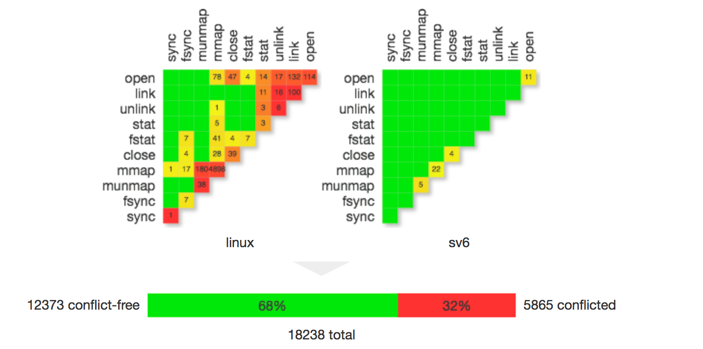 sync fsync munmap mmap close fstat stat unlink link open
sync fsync munmap mmap close fstat stat unlink link open
open 78 47 4 14 17 132 114
open 11
link 11 16 100
link
unlink 1 3 6
unlink
stat 5 3
stat
fstat 7 41 4 7
fstat
close 4 28 39
close 4
mmap 1 17 180 4898
mmap 22
munmap 38
munmap 5
fsync 7
fsync
sync 1
sync
linux
sv6
12373 conflict-free 68% 32% 5865 conflicted
18238 total